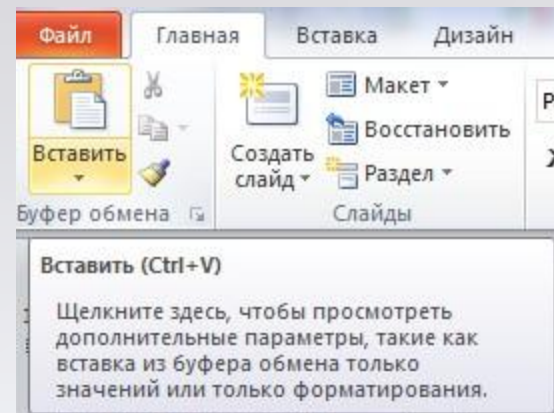 Файл Главная Вставка Дизайн
Вставить
Создать слайд
Макет
Восстановить
Раздел
Буфер обмена Слайды
Вставить (Ctrl+V)
Щелкните здесь, чтобы просмотреть
дополнительные параметры, такие как
вставка из буфера обмена только
значений или только форматирования.